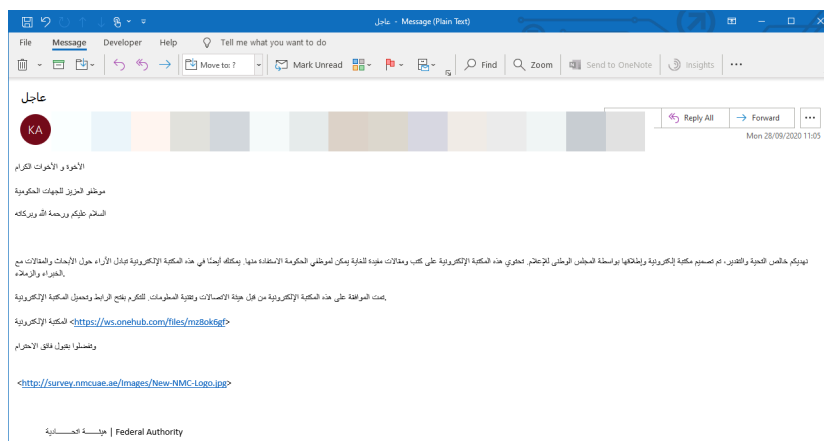 عاجل - Message (Plain Text)
File Message Developer Help Tell me what you want to do
Move to: ? Mark Unread Find Zoom Send to OneNote Insights
عاجل
KA
Reply All Forward
Mon 28/09/2020 11:05
الأخوة و الأخوات الكرام
موظفو العزيز للجهات الحكومية
السلام عليكم ورحمة الله وبركاته
نهديكم خالص التحية والتقدير، تم تصميم مكتبة إلكترونية وإطلاقها بواسطة المجلس الوطني للإعلام. تحتوي هذه المكتبة الإلكترونية على كتب ومقالات مفيدة للغاية يمكن لموظفي الحكومة الاستفادة منها. يمكنك أيضًا في هذه المكتبة الإلكترونية تبادل الآراء حول الأبحاث والمقالات مع
الخبراء والزملاء.
تمت الموافقة على هذه المكتبة الإلكترونية من قبل هيئة الاتصالات وتقنية المعلومات. للتكرم بفتح الرابط وتحميل المكتبة الإلكترونية.
المكتبة الإلكترونية <https://ws.onehub.com/files/mz8ok6gf>
وتفضلوا بقبول فائق الاحترام
<http://survey.nmcuae.ae/Images/New-NMC-Logo.jpg>
هيئــــة اتحــــادية | Federal Authority